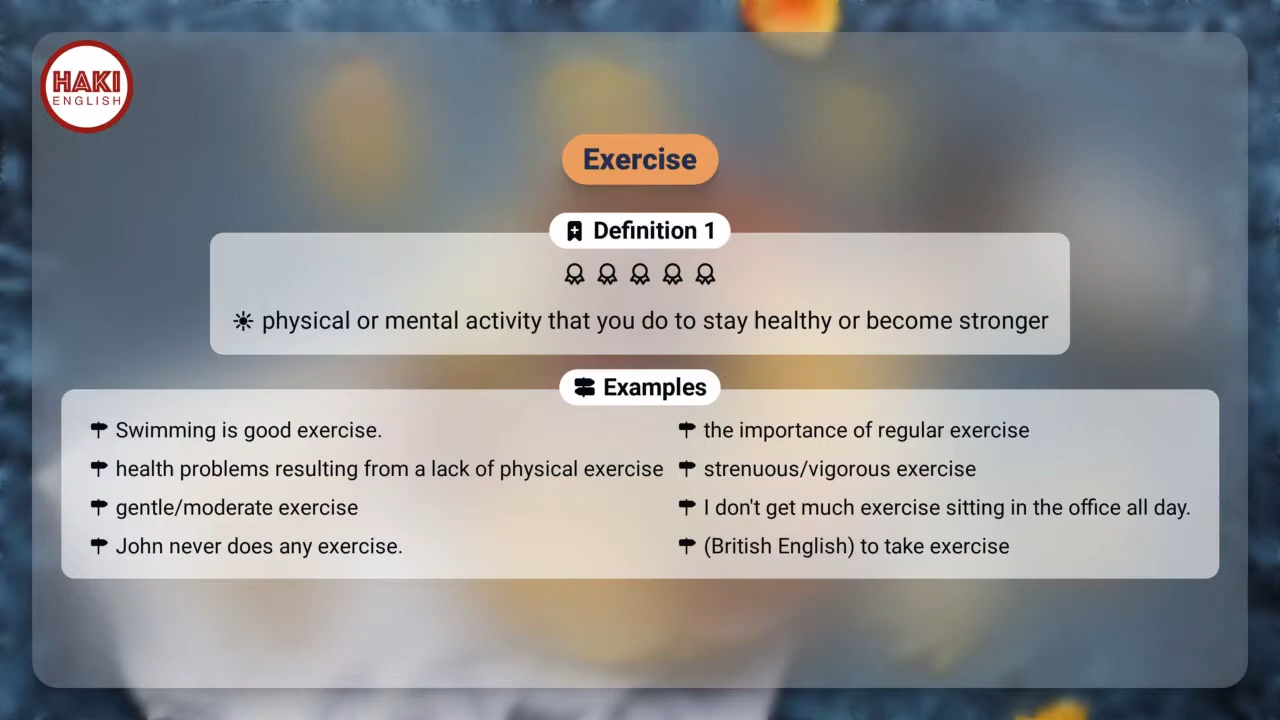 HAKI
ENGLISH
Exercise
Definition 1
physical or mental activity that you do to stay healthy or become stronger
Examples
Swimming is good exercise.
health problems resulting from a lack of physical exercise
gentle/moderate exercise
John never does any exercise.
the importance of regular exercise
strenuous/vigorous exercise
I don't get much exercise sitting in the office all day.
(British English) to take exercise